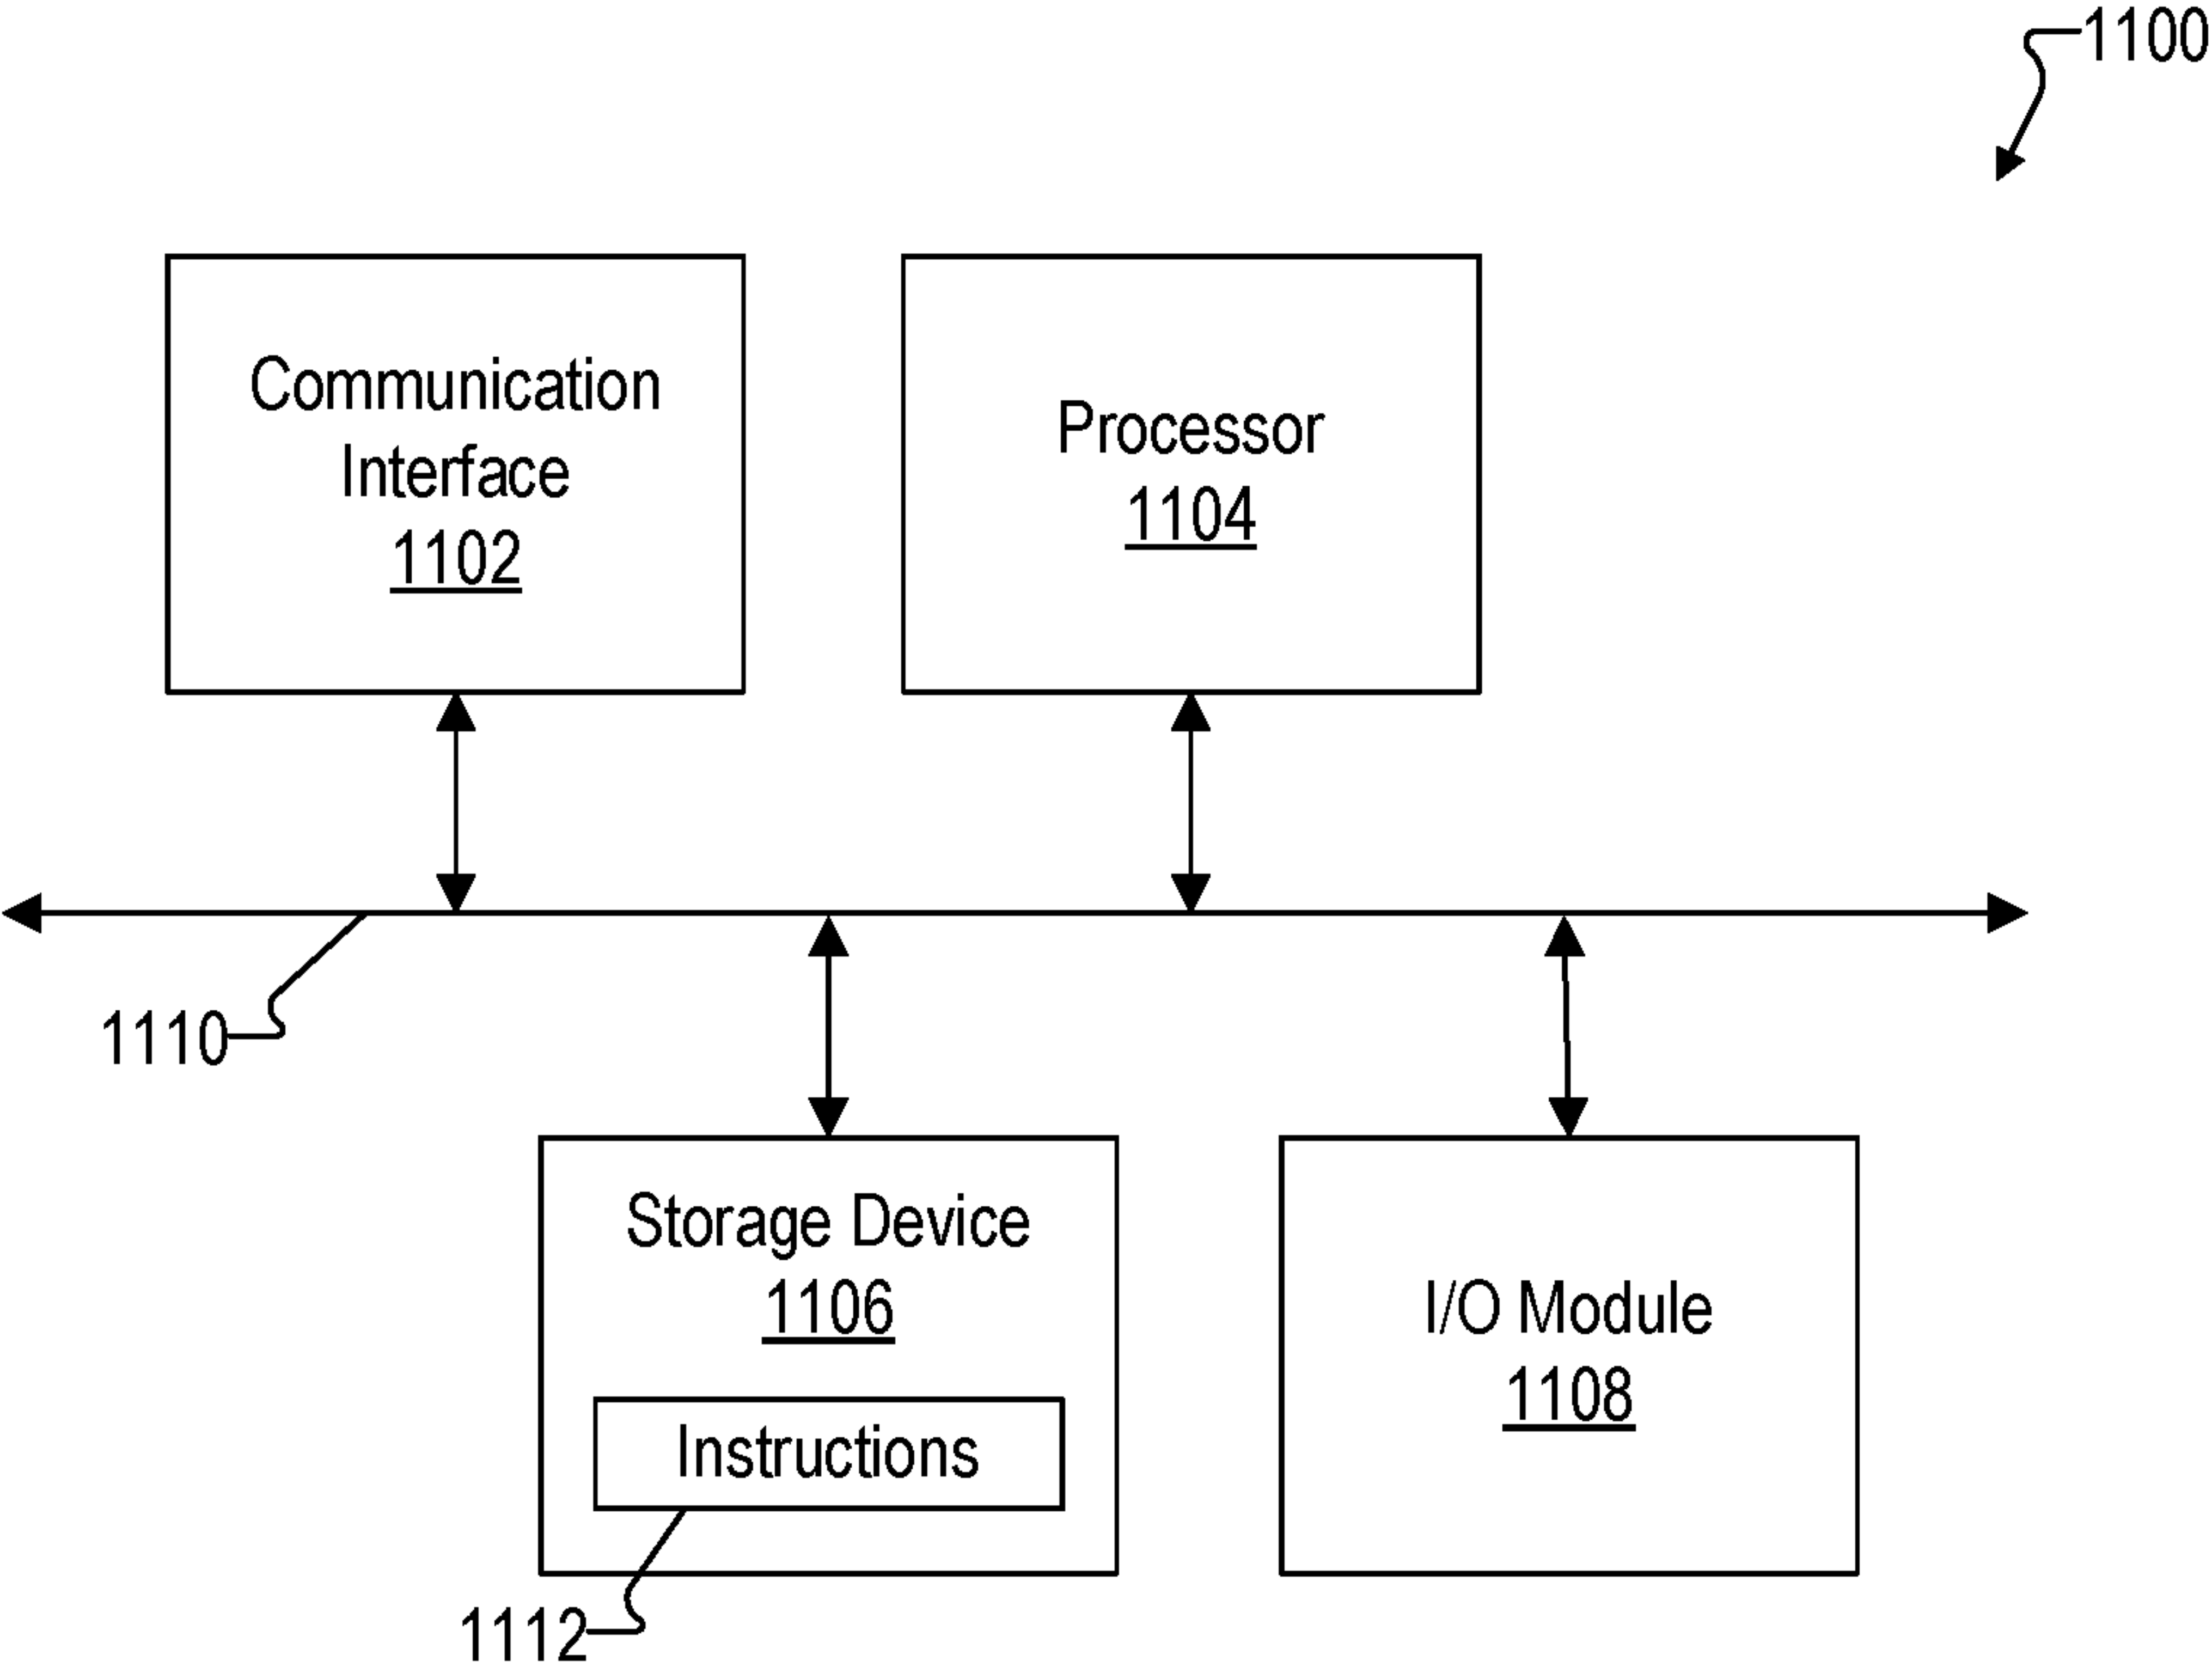 1100
Communication
Interface
1102
Processor
1104
1110
Storage Device
1106
Instructions
1112
I/O Module
1108